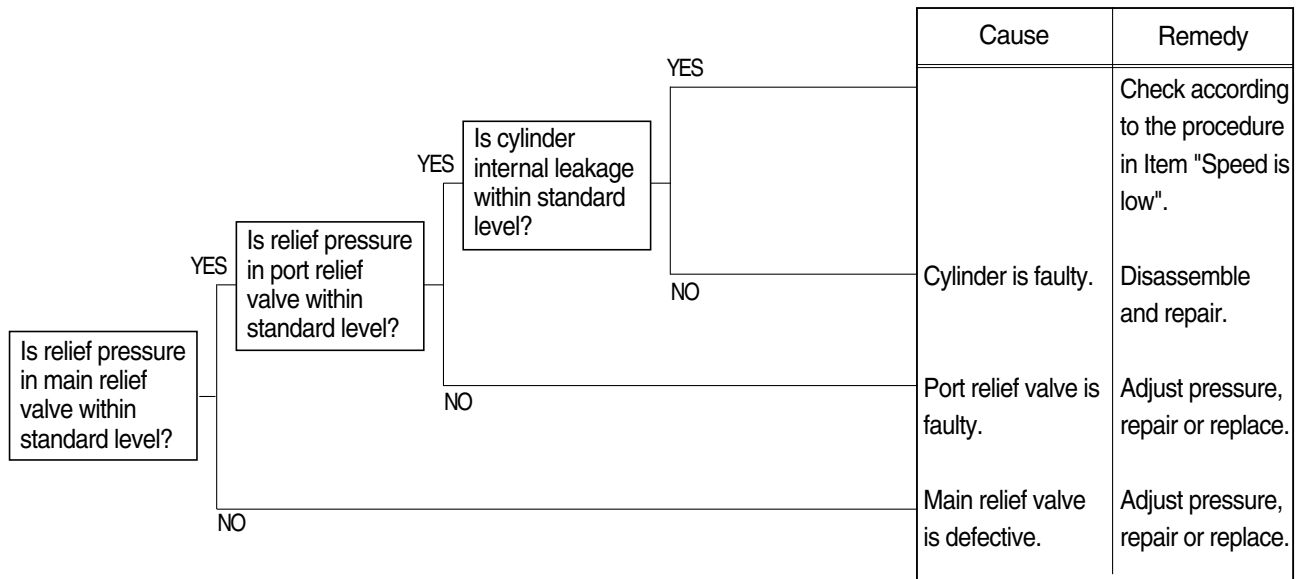 Cause
Remedy
YES
Check according
to the procedure
in Item "Speed is
low".
Is cylinder
internal leakage
within standard
level?
YES
NO
Cylinder is faulty.
Disassemble
and repair.
Is relief pressure
in port relief
valve within
standard level?
YES
NO
Port relief valve is
faulty.
Adjust pressure,
repair or replace.
Is relief pressure
in main relief
valve within
standard level?
NO
Main relief valve
is defective.
Adjust pressure,
repair or replace.